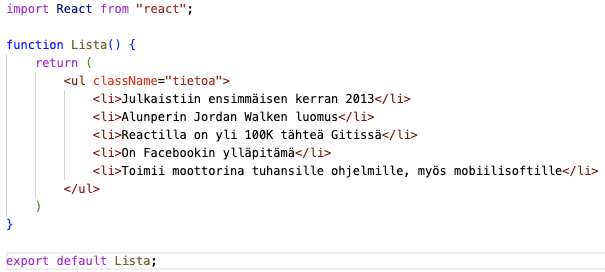 import React from "react";

function Lista() {
    return (
        <ul className="tietoa">
            <li>Julkaistiin ensimmäisen kerran 2013</li>
            <li>Alunperin Jordan Walken luomus</li>
            <li>Reactilla on yli 100K tähteä Gitissä</li>
            <li>On Facebookin ylläpitämä</li>
            <li>Toimii moottorina tuhansille ohjelmille, myös mobiilisoftille</li>
        </ul>
    )
}

export default Lista;